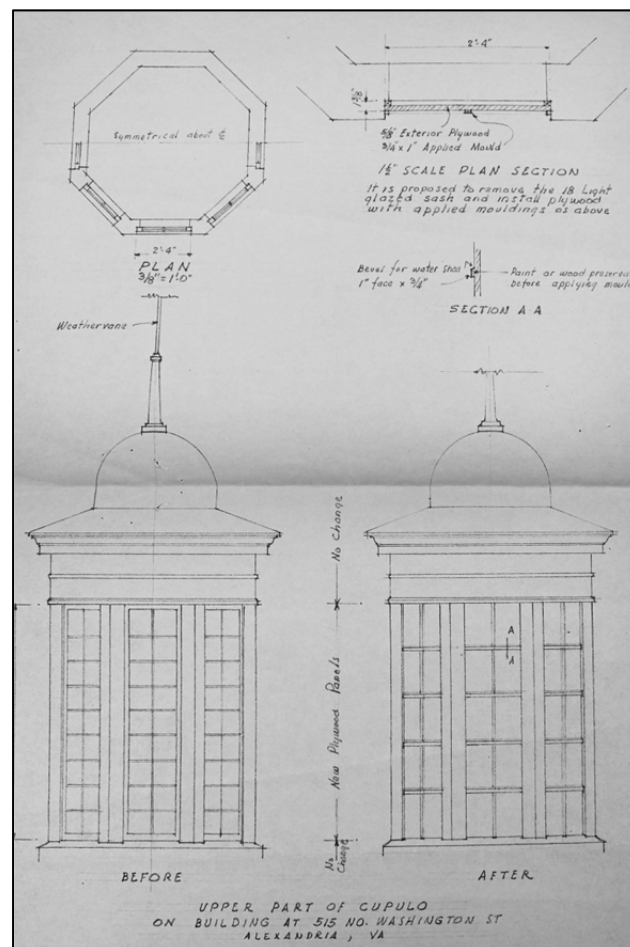 Symmetrical about ℄
2'-4"
PLAN
3/8" = 1'-0"
2'-4"
1 3/8"
5/8" Exterior Plywood
3/4" x 1" Applied Mould
1 1/2" SCALE PLAN SECTION
It is proposed to remove the 18 Light
glazed sash and install plywood
with applied mouldings as above
Bevel for water shed
1" face x 3/4"
Paint or wood preserva
before applying mould
SECTION A-A
Weathervane
No Change
New Plywood Panels
No
Change
A
A
BEFORE
AFTER
UPPER PART OF CUPULO
ON BUILDING AT 515 NO. WASHINGTON ST
ALEXANDRIA, VA